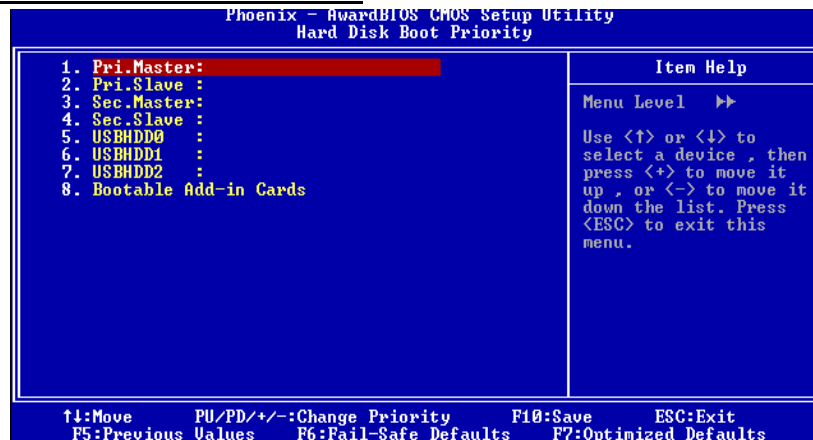 Phoenix - AwardBIOS CMOS Setup Utility
Hard Disk Boot Priority
1. Pri.Master:
2. Pri.Slave :
3. Sec.Master:
4. Sec.Slave :
5. USBHDD0 :
6. USBHDD1 :
7. USBHDD2 :
8. Bootable Add-in Cards
Item Help
Menu Level ▸▸
Use <↑> or <↓> to
select a device , then
press <+> to move it
up , or <-> to move it
down the list. Press
<ESC> to exit this
menu.
↑↓:Move PU/PD/+/-:Change Priority F10:Save ESC:Exit
F5:Previous Values F6:Fail-Safe Defaults F7:Optimized Defaults